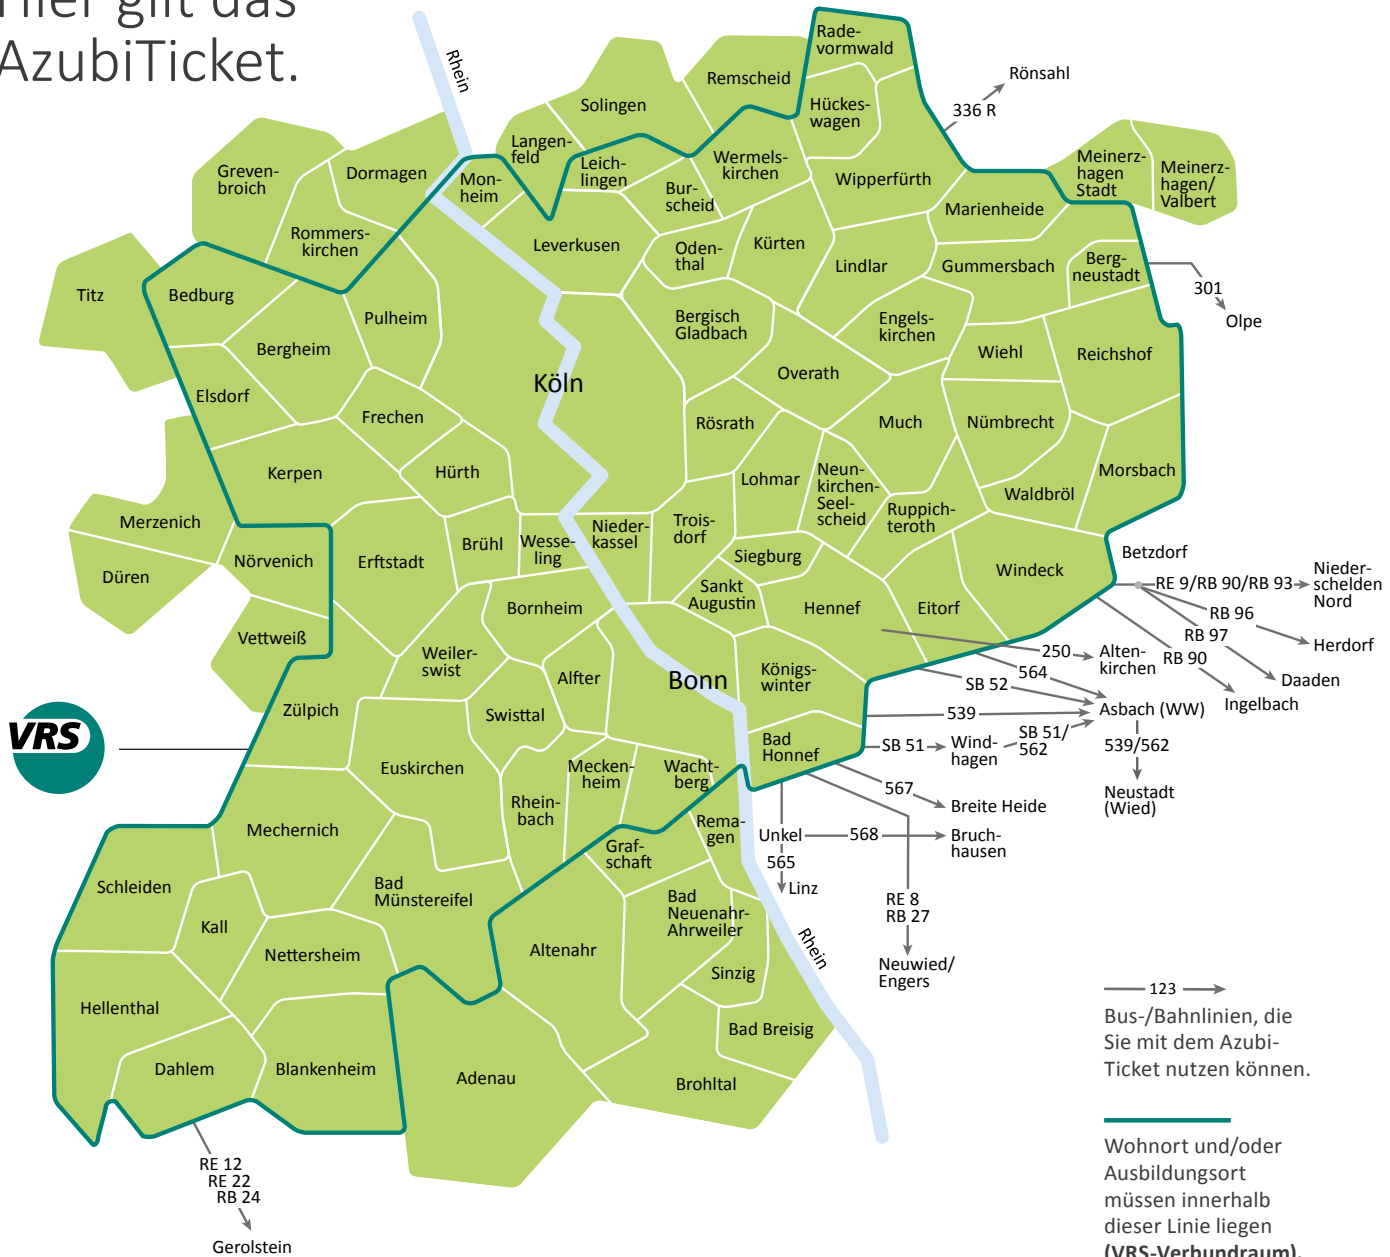 Hier gilt das
AzubiTicket.
Rhein
Rade-
vormwald
Remscheid
Solingen
Hückes-
wagen
Rönsahl
336 R
Langen-
feld
Leich-
lingen
Wermels-
kirchen
Greven-
broich
Dormagen
Mon-
heim
Bur-
scheid
Wipperfürth
Meinerz-
hagen
Stadt
Meinerz-
hagen/
Valbert
Rommers-
kirchen
Leverkusen
Oden-
thal
Kürten
Marienheide
Lindlar
Gummersbach
Berg-
neustadt
301
Olpe
Titz
Bedburg
Pulheim
Bergheim
Bergisch
Gladbach
Engels-
kirchen
Wiehl
Reichshof
Elsdorf
Köln
Overath
Frechen
Rösrath
Much
Nümbrecht
Kerpen
Hürth
Lohmar
Neun-
kirchen-
Seel-
scheid
Morsbach
Waldbröl
Ruppich-
teroth
Merzenich
Düren
Nörvenich
Erftstadt
Brühl
Wesse-
ling
Nieder-
kassel
Trois-
dorf
Siegburg
Sankt
Augustin
Hennef
Eitorf
Windeck
Betzdorf
RE 9/RB 90/RB 93
Nieder-
schelden
Nord
RB 96
Herdorf
RB 97
Daaden
RB 90
Ingelbach
Vettweiß
Bornheim
Weiler-
swist
Alfter
Bonn
Königs-
winter
250
Alten-
kirchen
564
SB 52
Asbach (WW)
539
VRS
Zülpich
Swisttal
Bad
Honnef
SB 51
Wind-
hagen
SB 51/
562
539/562
Neustadt
(Wied)
Euskirchen
Mecken-
heim
Wacht-
berg
567
Breite Heide
Rhein-
bach
Mechernich
Rema-
gen
Unkel
568
Bruch-
hausen
565
Linz
Graf-
schaft
Schleiden
Bad
Münstereifel
Kall
Bad
Neuenahr-
Ahrweiler
RE 8
RB 27
Neuwied/
Engers
Rhein
Nettersheim
Altenahr
Sinzig
Hellenthal
Bad Breisig
Dahlem
Blankenheim
Adenau
Brohltal
RE 12
RE 22
RB 24
Gerolstein
123
Bus-/Bahnlinien, die
Sie mit dem Azubi-
Ticket nutzen können.
Wohnort und/oder
Ausbildungsort
müssen innerhalb
dieser Linie liegen
(VRS-Verbundraum).